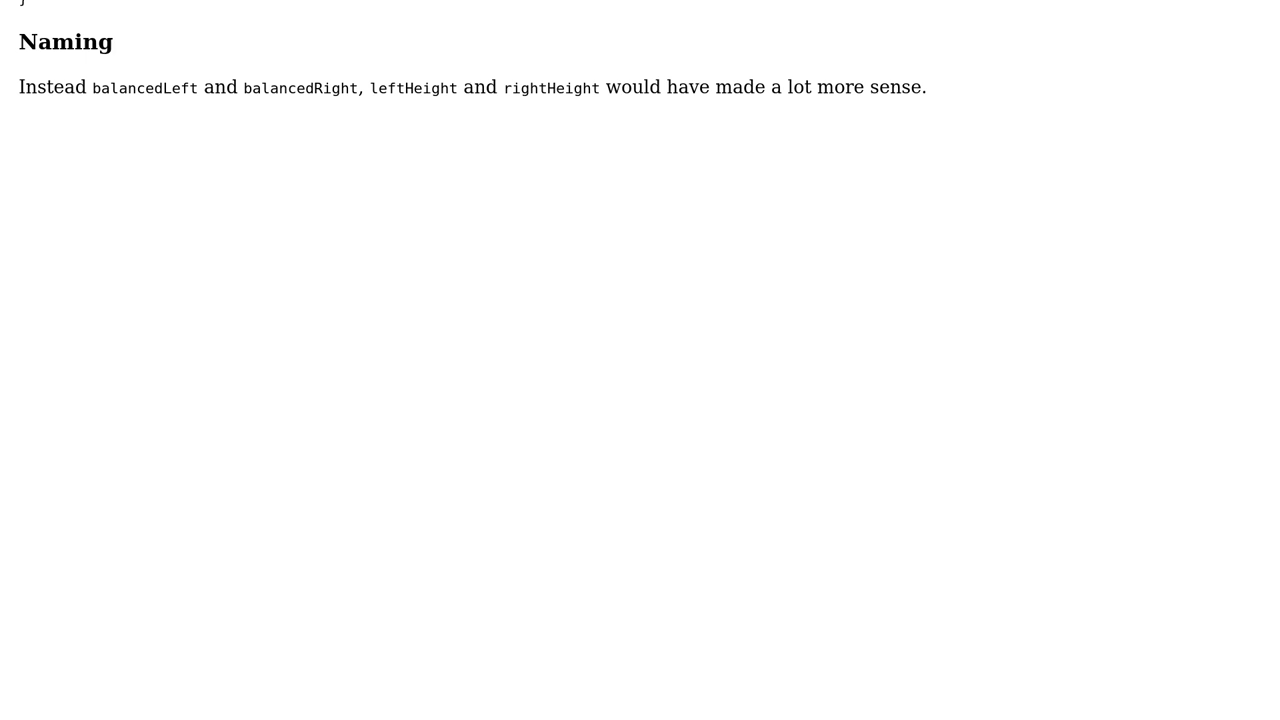 }
Naming
Instead balancedLeft and balancedRight, leftHeight and rightHeight would have made a lot more sense.